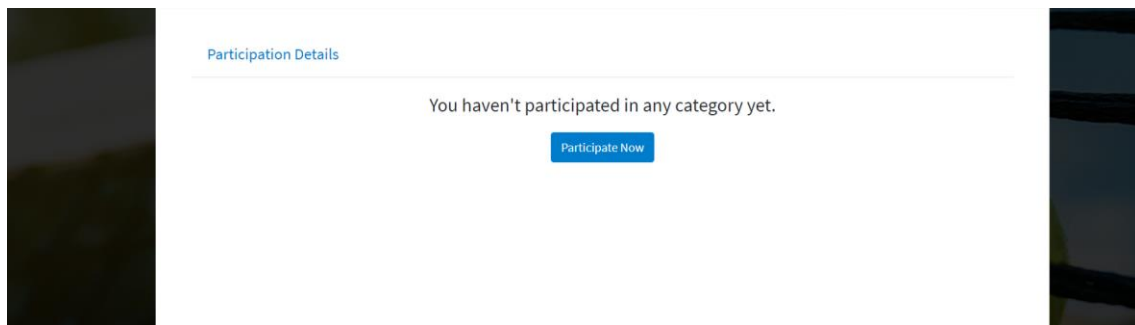 Participation Details
You haven't participated in any category yet.
Participate Now